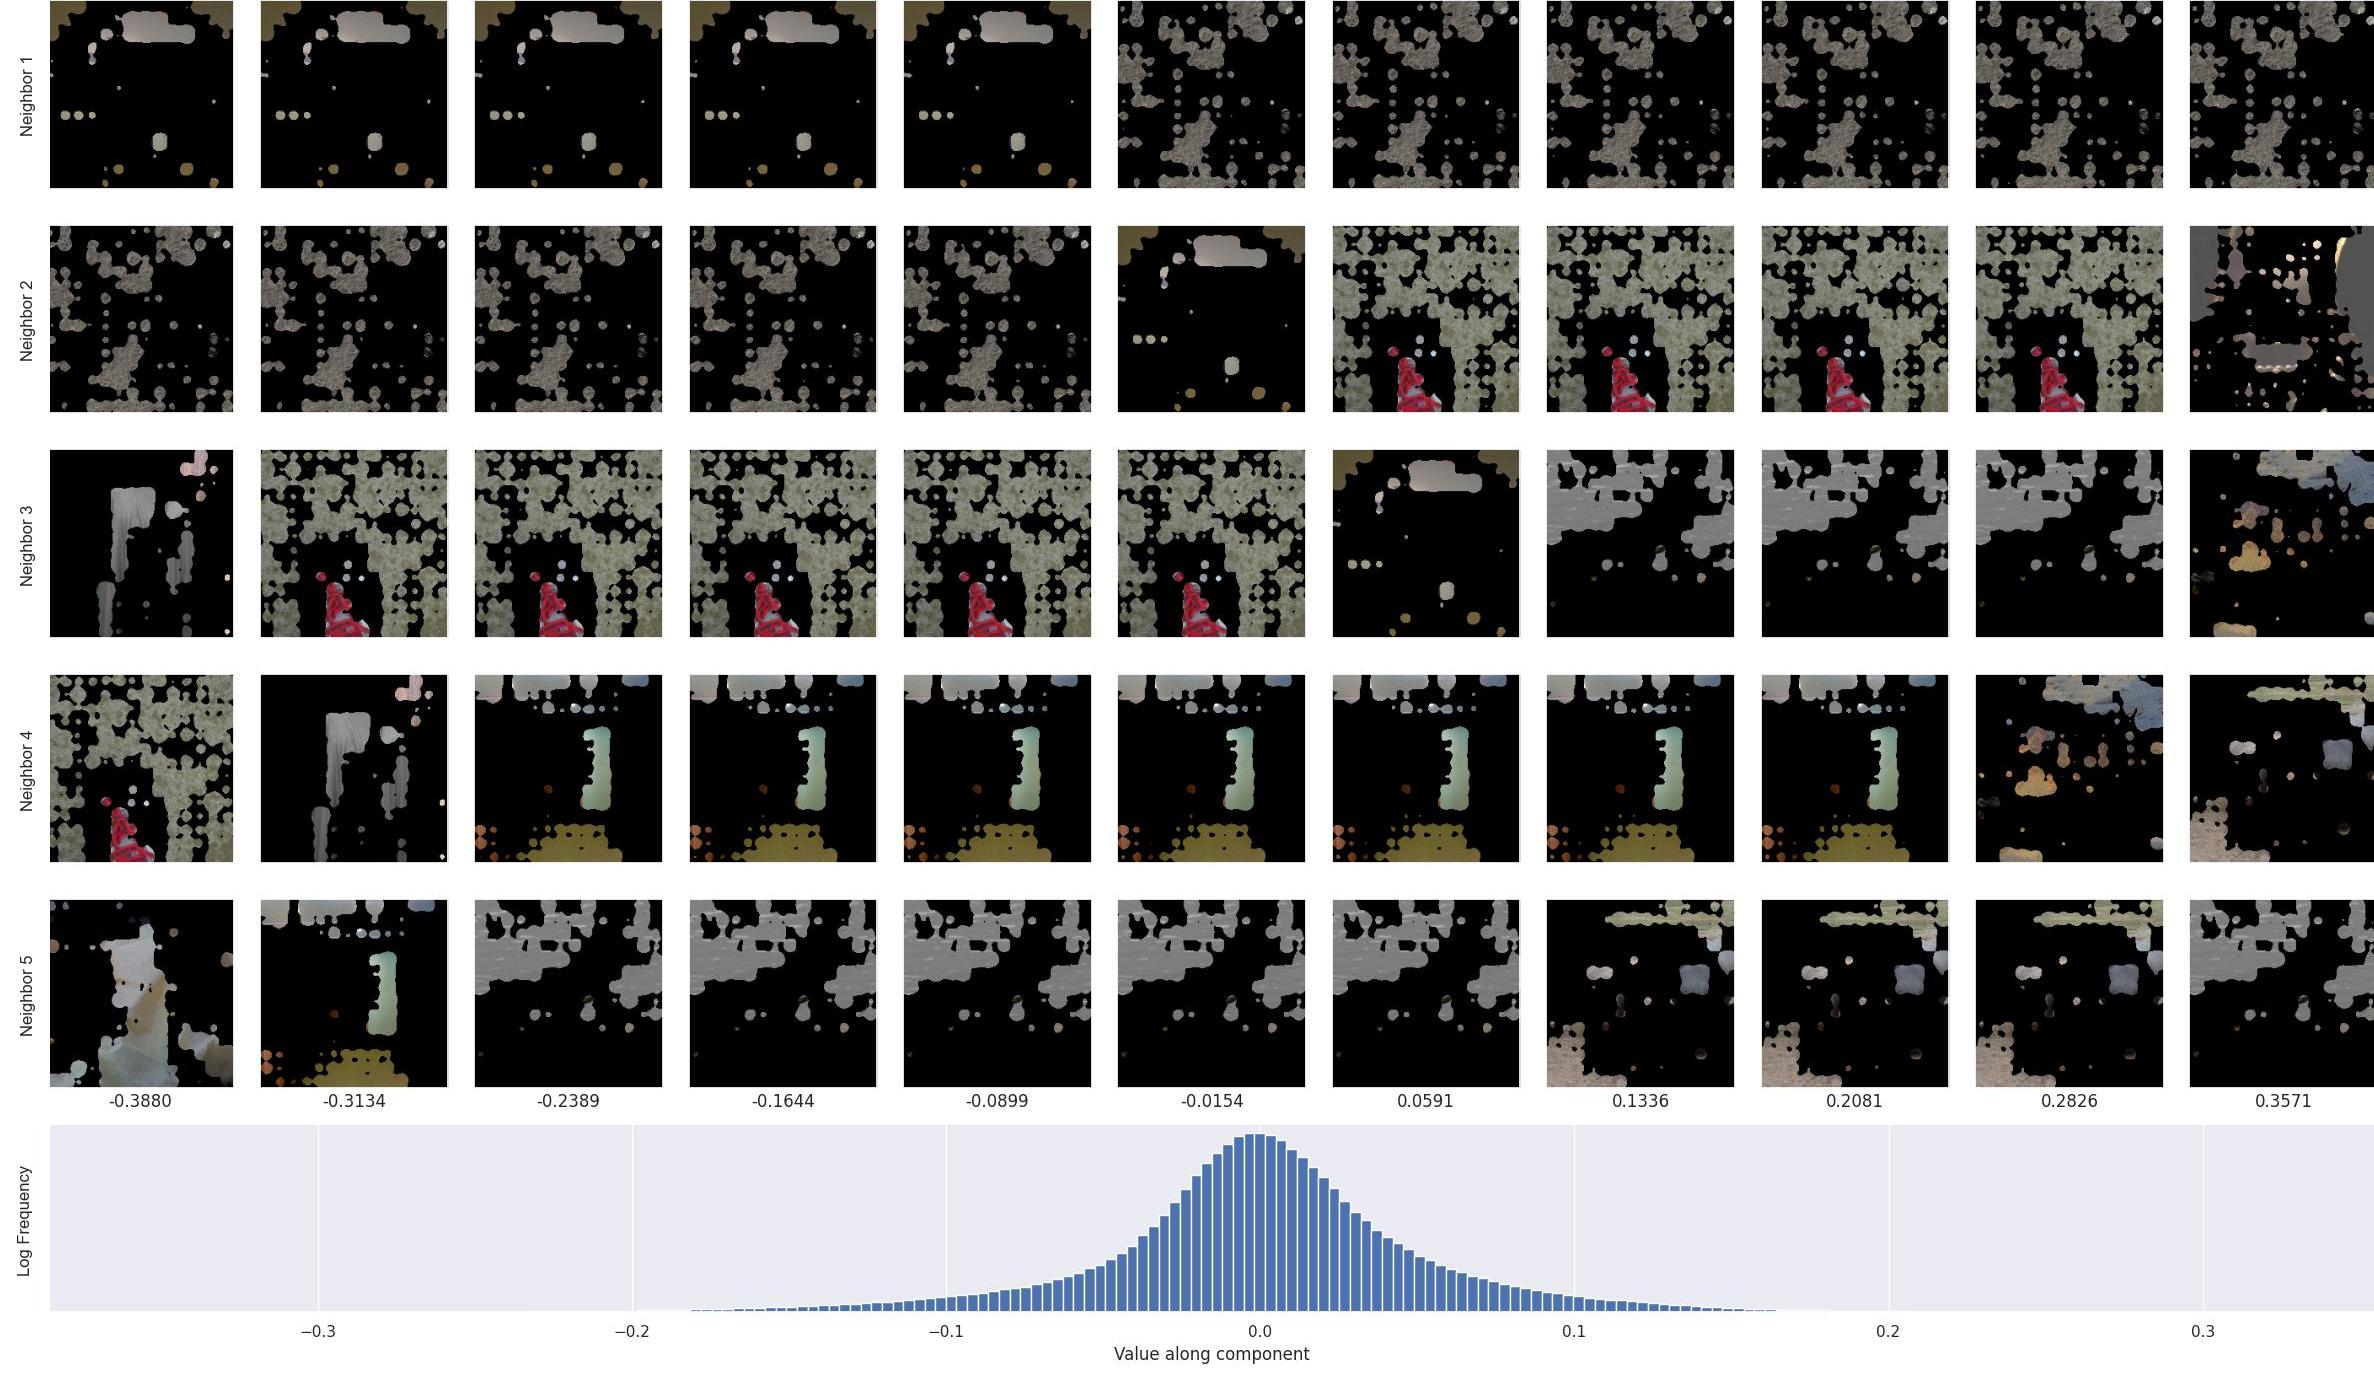 Neighbor 1
Neighbor 2
Neighbor 3
Neighbor 4
Neighbor 5
-0.3880 -0.3134 -0.2389 -0.1644 -0.0899 -0.0154 0.0591 0.1336 0.2081 0.2826 0.3571
Log Frequency
−0.3 −0.2 −0.1 0.0 0.1 0.2 0.3
Value along component